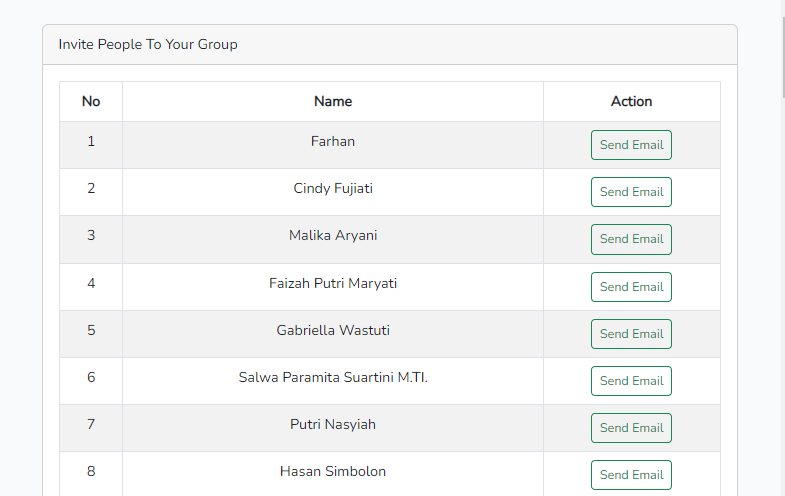 Invite People To Your Group
No Name Action
1 Farhan Send Email
2 Cindy Fujiati Send Email
3 Malika Aryani Send Email
4 Faizah Putri Maryati Send Email
5 Gabriella Wastuti Send Email
6 Salwa Paramita Suartini M.TI. Send Email
7 Putri Nasyiah Send Email
8 Hasan Simbolon Send Email